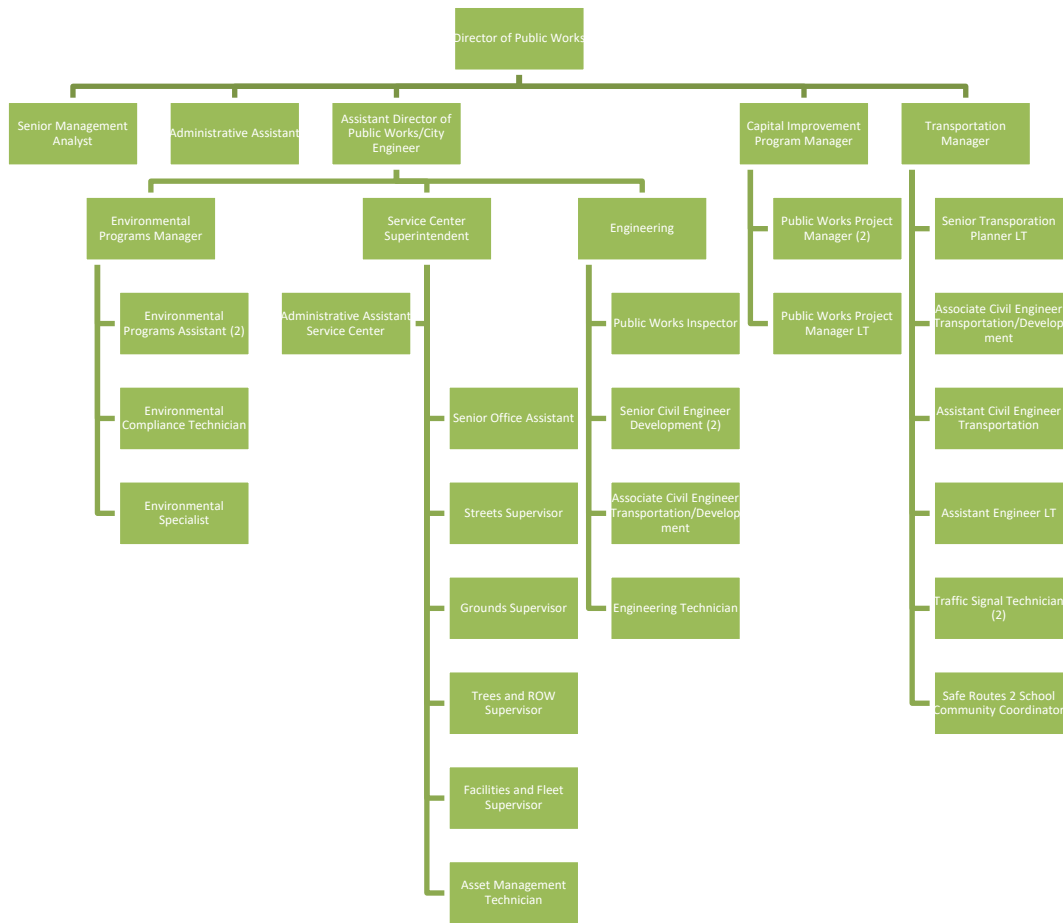 Director of Public Works
Senior Management
Analyst
Administrative Assistant
Assistant Director of
Public Works/City
Engineer
Capital Improvement
Program Manager
Transportation
Manager
Environmental
Programs Manager
Service Center
Superintendent
Engineering
Public Works Project
Manager (2)
Senior Transporation
Planner LT
Environmental
Programs Assistant (2)
Administrative Assistant
Service Center
Public Works Inspector
Public Works Project
Manager LT
Associate Civil Engineer
Transportation/Develop
ment
Environmental
Compliance Technician
Senior Office Assistant
Senior Civil Engineer
Development (2)
Assistant Civil Engineer
Transportation
Environmental
Specialist
Streets Supervisor
Associate Civil Engineer
Transportation/Develop
ment
Assistant Engineer LT
Grounds Supervisor
Engineering Technician
Traffic Signal Technician
(2)
Trees and ROW
Supervisor
Safe Routes 2 School
Community Coordinator
Facilities and Fleet
Supervisor
Asset Management
Technician